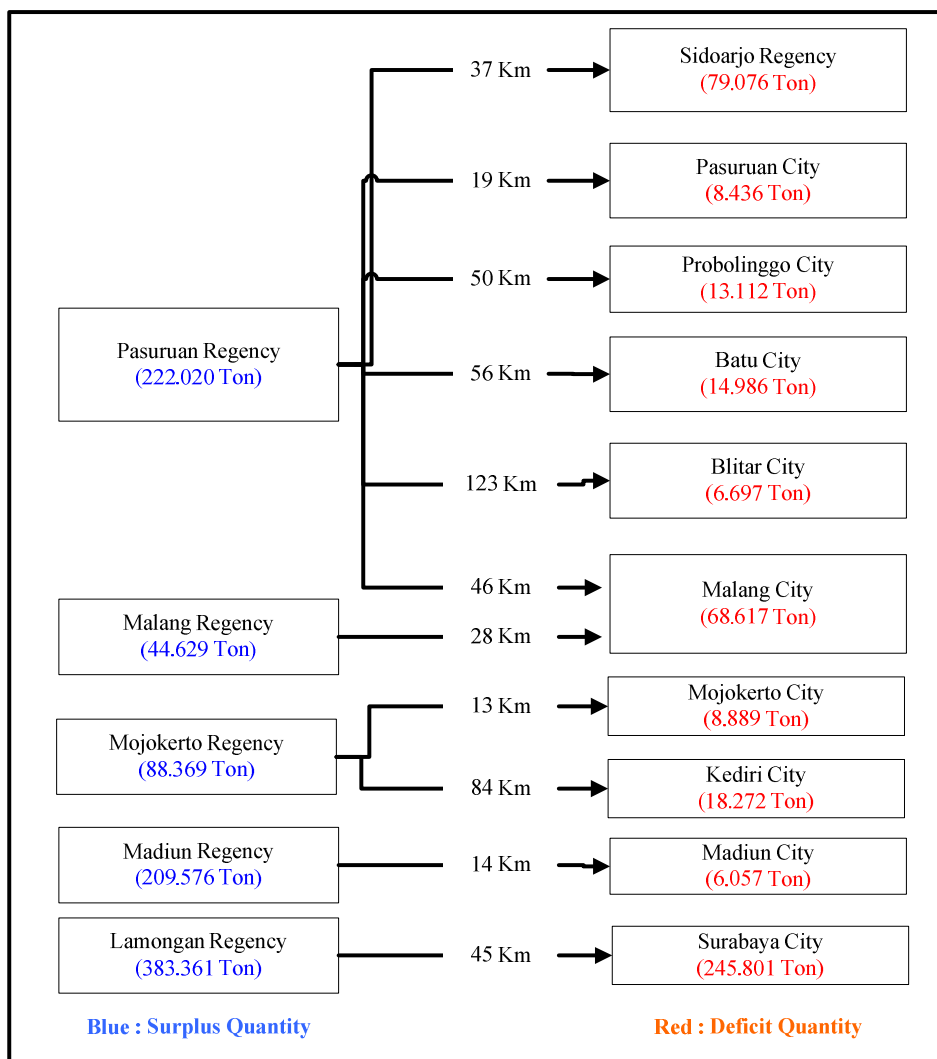 37 Km
Sidoarjo Regency
(79.076 Ton)
19 Km
Pasuruan City
(8.436 Ton)
50 Km
Probolinggo City
(13.112 Ton)
Pasuruan Regency
(222.020 Ton)
56 Km
Batu City
(14.986 Ton)
123 Km
Blitar City
(6.697 Ton)
46 Km
Malang City
(68.617 Ton)
Malang Regency
(44.629 Ton)
28 Km
13 Km
Mojokerto City
(8.889 Ton)
Mojokerto Regency
(88.369 Ton)
84 Km
Kediri City
(18.272 Ton)
Madiun Regency
(209.576 Ton)
14 Km
Madiun City
(6.057 Ton)
Lamongan Regency
(383.361 Ton)
45 Km
Surabaya City
(245.801 Ton)
Blue : Surplus Quantity
Red : Deficit Quantity